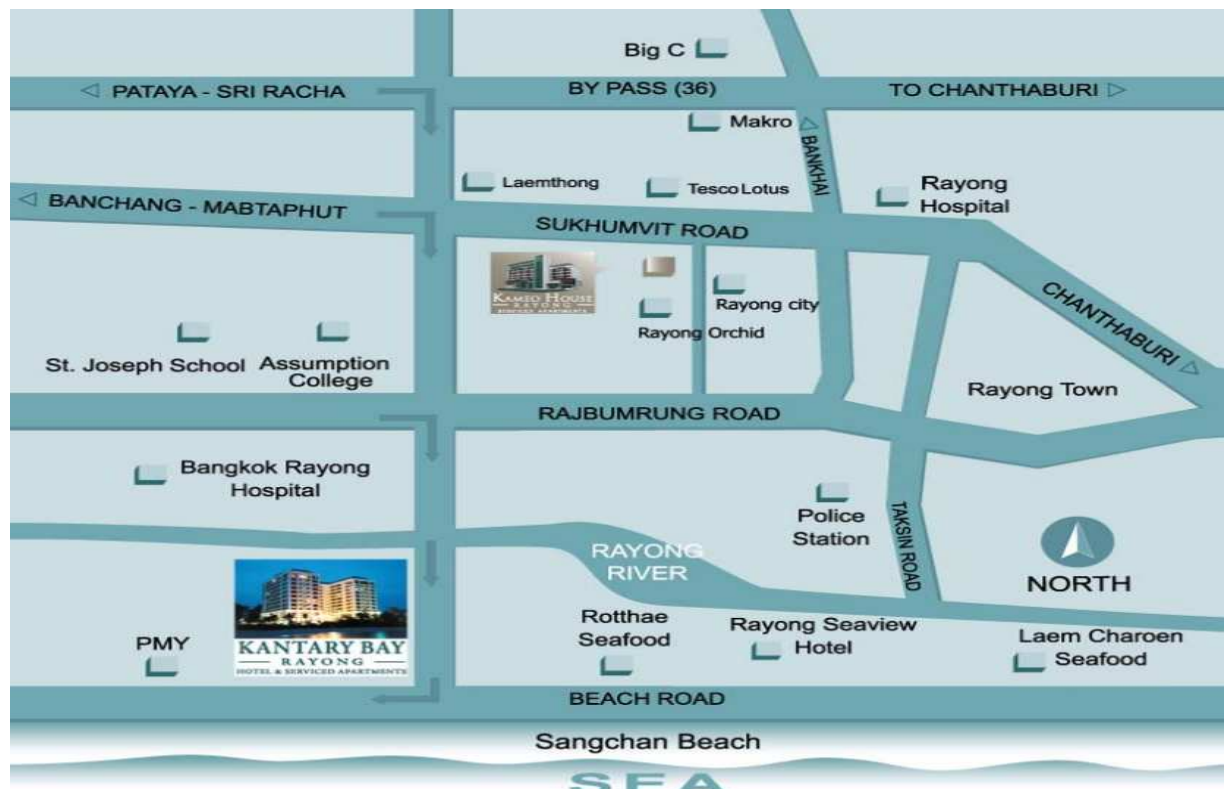 Big C
◁ PATAYA - SRI RACHA
BY PASS (36)
TO CHANTHABURI ▷
Makro
△ BANKHAI
Laemthong
Tesco Lotus
Rayong
Hospital
◁ BANCHANG - MABTAPHUT
SUKHUMVIT ROAD
KAMEO HOUSE
RAYONG
SERVICED APARTMENTS
Rayong city
Rayong Orchid
CHANTHABURI ▷
St. Joseph School
Assumption
College
Rayong Town
RAJBUMRUNG ROAD
Bangkok Rayong
Hospital
Police
Station
TAKSIN ROAD
RAYONG
RIVER
NORTH
KANTARY BAY
RAYONG
HOTEL & SERVICED APARTMENTS
PMY
Rotthae
Seafood
Rayong Seaview
Hotel
Laem Charoen
Seafood
BEACH ROAD
Sangchan Beach
SEA